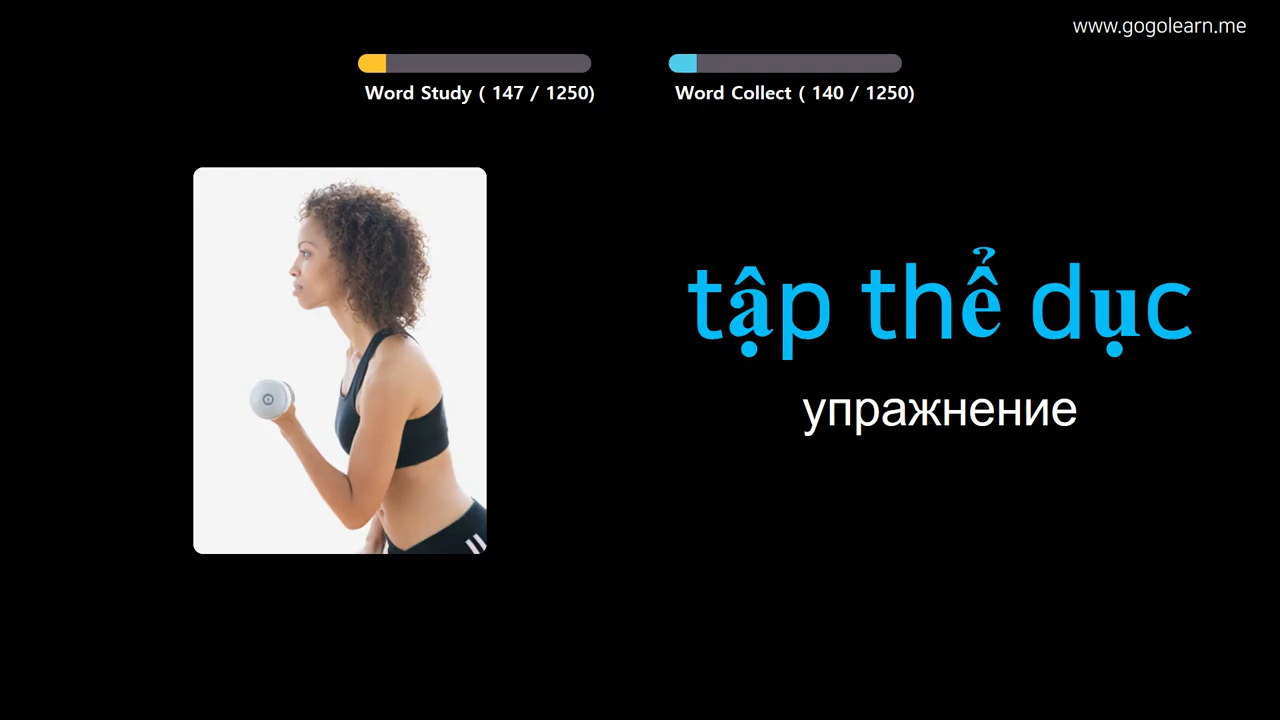 www.gogolearn.me
Word Study ( 147 / 1250)
Word Collect ( 140 / 1250)
tập thể dục
упражнение